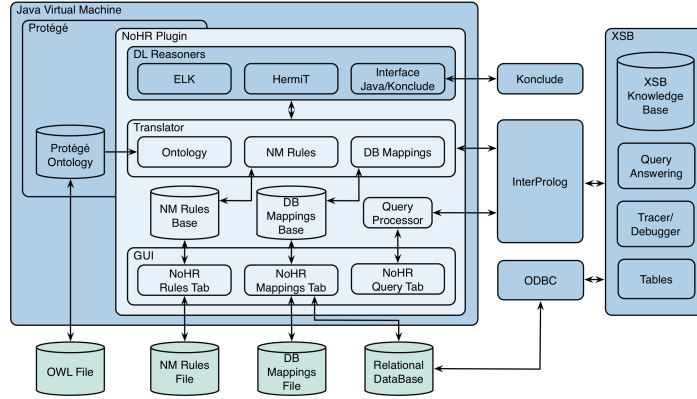 Java Virtual Machine
Protégé
NoHR Plugin
XSB
DL Reasoners
ELK
HermiT
Interface
Java/Konclude
Konclude
XSB
Knowledge
Base
Translator
Protégé
Ontology
Ontology
NM Rules
DB Mappings
InterProlog
Query
Answering
NM Rules
Base
DB
Mappings
Base
Query
Processor
Tracer/
Debugger
GUI
NoHR
Rules Tab
NoHR
Mappings Tab
NoHR
Query Tab
ODBC
Tables
OWL File
NM Rules
File
DB
Mappings
File
Relational
DataBase